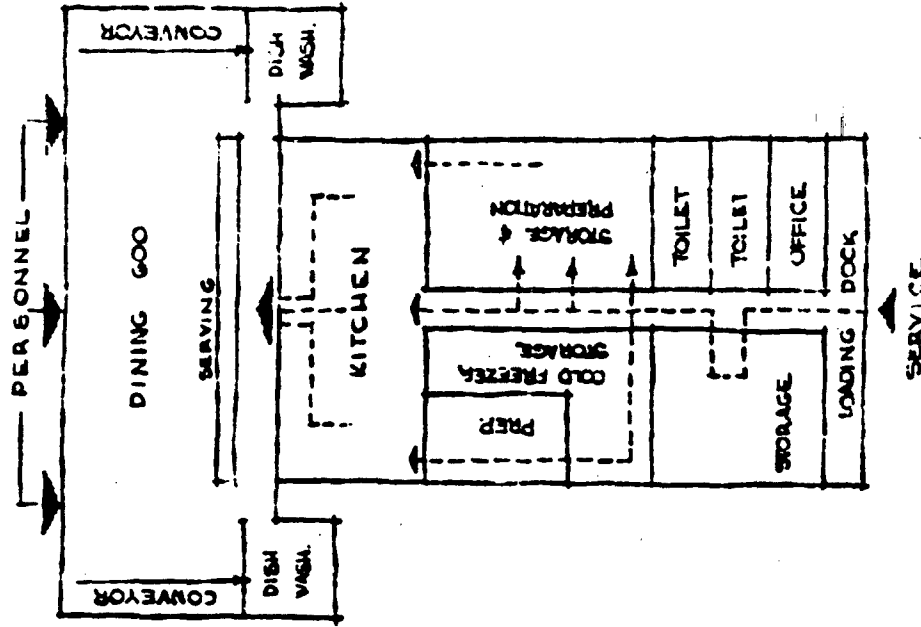 PERSONNEL
CONVEYOR
CONVEYOR
DINING 600
SERVING
DISH
WASH.
DISH
WASH.
KITCHEN
PREP.
COLD FREEZER
STORAGE
STORAGE &
PREPARATION
TOILET
TOILET
OFFICE
STORAGE
LOADING DOCK
SERVICE